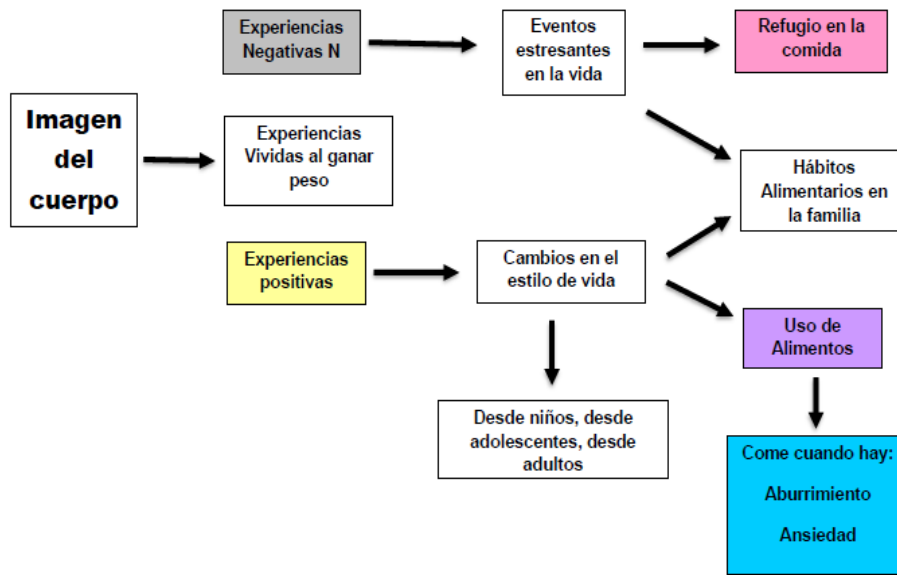 Experiencias
Negativas N
Eventos
estresantes
en la vida
Refugio en la
comida
Imagen
del
cuerpo
Experiencias
Vividas al ganar
peso
Hábitos
Alimentarios en
la familia
Experiencias
positivas
Cambios en el
estilo de vida
Uso de
Alimentos
Desde niños, desde
adolescentes, desde
adultos
Come cuando hay:
Aburrimiento
Ansiedad